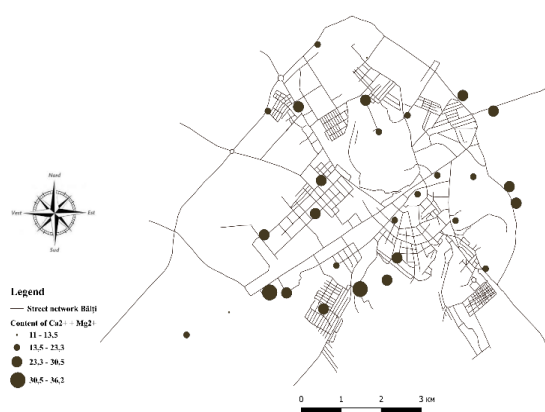 Nord
Vest
Est
Sud
Legend
Street network Bălți
Content of Ca2+ + Mg2+
11 - 13,5
13,5 - 23,3
23,3 - 30,5
30,5 - 36,2
0 1 2 3 км